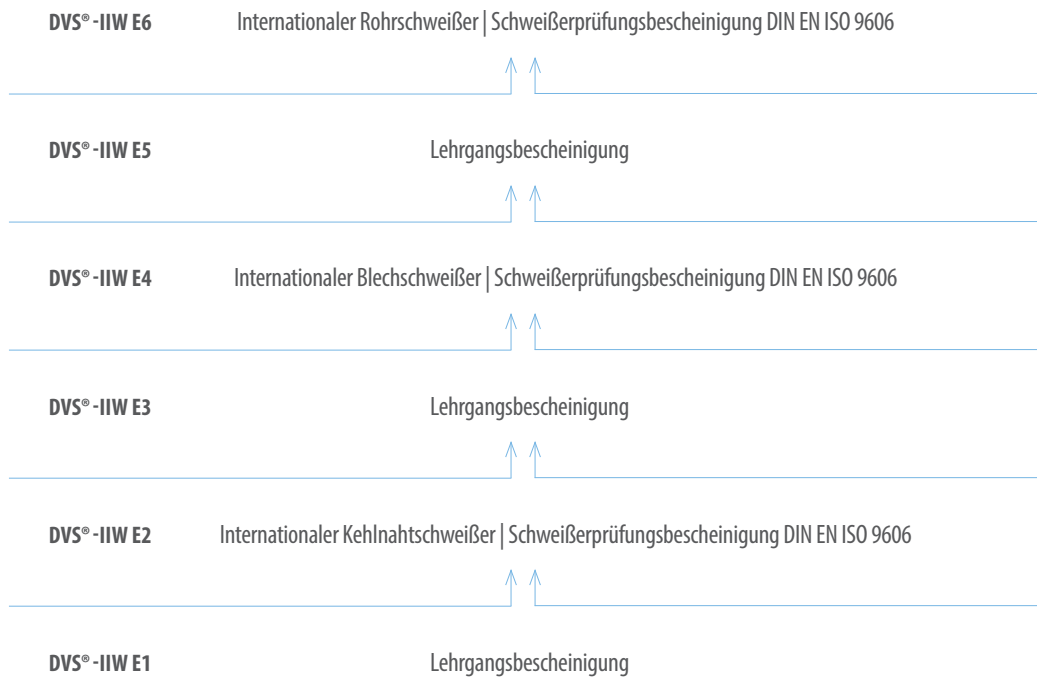 DVS® -IIW E6 Internationaler Rohrschweißer | Schweißerprüfungsbescheinigung DIN EN ISO 9606
DVS® -IIW E5 Lehrgangsbescheinigung
DVS® -IIW E4 Internationaler Blechschweißer | Schweißerprüfungsbescheinigung DIN EN ISO 9606
DVS® -IIW E3 Lehrgangsbescheinigung
DVS® -IIW E2 Internationaler Kehlnahtschweißer | Schweißerprüfungsbescheinigung DIN EN ISO 9606
DVS® -IIW E1 Lehrgangsbescheinigung